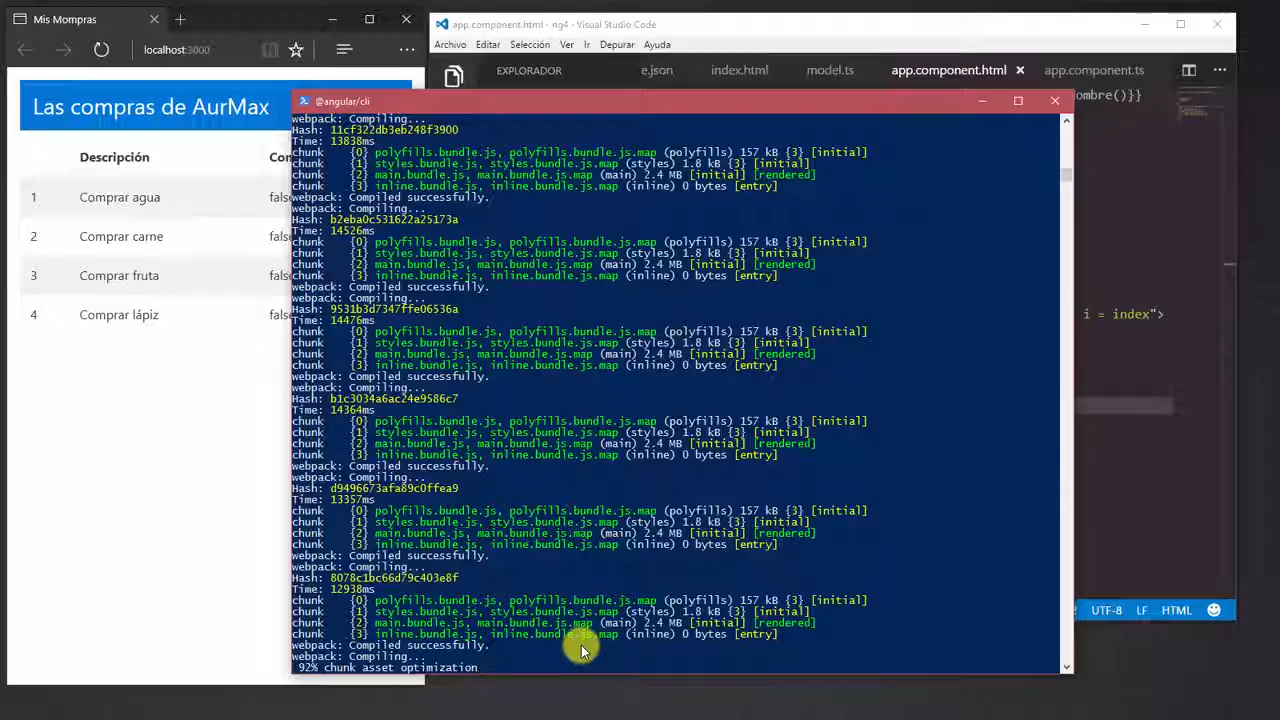 Mis Mompras
localhost:3000
Las compras de AurMax
Descripción
Con
1 Comprar agua false
2 Comprar carne false
3 Comprar fruta false
4 Comprar lápiz false
app.component.html - ng4 - Visual Studio Code
Archivo Editar Selección Ver Ir Depurar Ayuda
EXPLORADOR
e.json index.html model.ts app.component.html app.component.ts
ombre()}}
i = index">
UTF-8 LF HTML
@angular/cli
webpack: Compiling...
Hash: 11cf322db3eb248f3900
Time: 13838ms
chunk {0} polyfills.bundle.js, polyfills.bundle.js.map (polyfills) 157 kB {3} [initial]
chunk {1} styles.bundle.js, styles.bundle.js.map (styles) 1.8 kB {3} [initial]
chunk {2} main.bundle.js, main.bundle.js.map (main) 2.4 MB [initial] [rendered]
chunk {3} inline.bundle.js, inline.bundle.js.map (inline) 0 bytes [entry]
webpack: Compiled successfully.
webpack: Compiling...
Hash: b2eba0c531622a25173a
Time: 14526ms
chunk {0} polyfills.bundle.js, polyfills.bundle.js.map (polyfills) 157 kB {3} [initial]
chunk {1} styles.bundle.js, styles.bundle.js.map (styles) 1.8 kB {3} [initial]
chunk {2} main.bundle.js, main.bundle.js.map (main) 2.4 MB [initial] [rendered]
chunk {3} inline.bundle.js, inline.bundle.js.map (inline) 0 bytes [entry]
webpack: Compiled successfully.
webpack: Compiling...
Hash: 9531b3d7347ffe06536a
Time: 14476ms
chunk {0} polyfills.bundle.js, polyfills.bundle.js.map (polyfills) 157 kB {3} [initial]
chunk {1} styles.bundle.js, styles.bundle.js.map (styles) 1.8 kB {3} [initial]
chunk {2} main.bundle.js, main.bundle.js.map (main) 2.4 MB [initial] [rendered]
chunk {3} inline.bundle.js, inline.bundle.js.map (inline) 0 bytes [entry]
webpack: Compiled successfully.
webpack: Compiling...
Hash: b1c3034a6ac24e9586c7
Time: 14364ms
chunk {0} polyfills.bundle.js, polyfills.bundle.js.map (polyfills) 157 kB {3} [initial]
chunk {1} styles.bundle.js, styles.bundle.js.map (styles) 1.8 kB {3} [initial]
chunk {2} main.bundle.js, main.bundle.js.map (main) 2.4 MB [initial] [rendered]
chunk {3} inline.bundle.js, inline.bundle.js.map (inline) 0 bytes [entry]
webpack: Compiled successfully.
webpack: Compiling...
Hash: d9496673afa89c0ffea9
Time: 13357ms
chunk {0} polyfills.bundle.js, polyfills.bundle.js.map (polyfills) 157 kB {3} [initial]
chunk {1} styles.bundle.js, styles.bundle.js.map (styles) 1.8 kB {3} [initial]
chunk {2} main.bundle.js, main.bundle.js.map (main) 2.4 MB [initial] [rendered]
chunk {3} inline.bundle.js, inline.bundle.js.map (inline) 0 bytes [entry]
webpack: Compiled successfully.
webpack: Compiling...
Hash: 8078c1bc66d79c403e8f
Time: 12938ms
chunk {0} polyfills.bundle.js, polyfills.bundle.js.map (polyfills) 157 kB {3} [initial]
chunk {1} styles.bundle.js, styles.bundle.js.map (styles) 1.8 kB {3} [initial]
chunk {2} main.bundle.js, main.bundle.js.map (main) 2.4 MB [initial] [rendered]
chunk {3} inline.bundle.js, inline.bundle.js.map (inline) 0 bytes [entry]
webpack: Compiled successfully.
webpack: Compiling...
92% chunk asset optimization